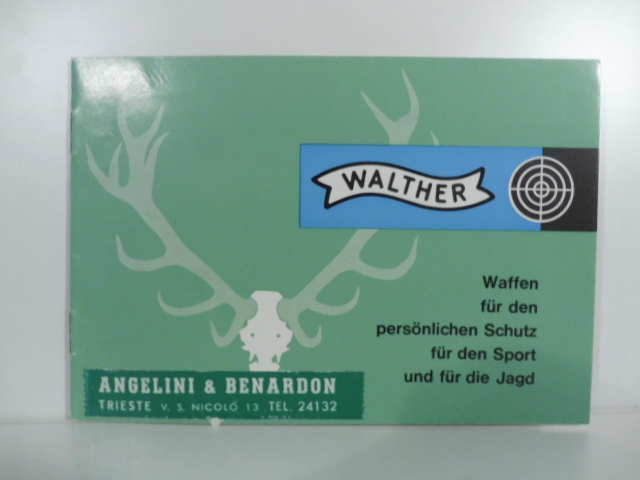 WALTHER
Waffen
für den
persönlichen Schutz
für den Sport
und für die Jagd
ANGELINI & BENARDON
TRIESTE V. S. NICOLÓ 13 TEL. 24132